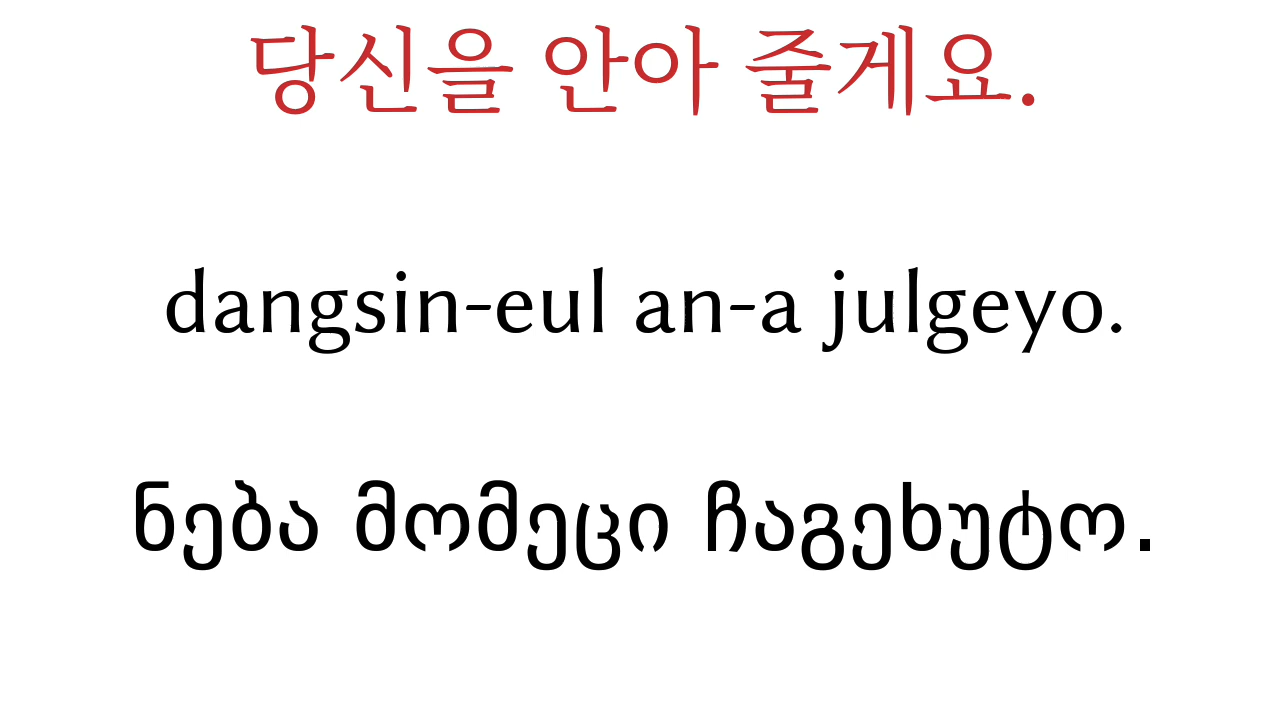 당신을 안아 줄게요.
dangsin-eul an-a julgeyo.
ნება მომეცი ჩაგეხუტო.